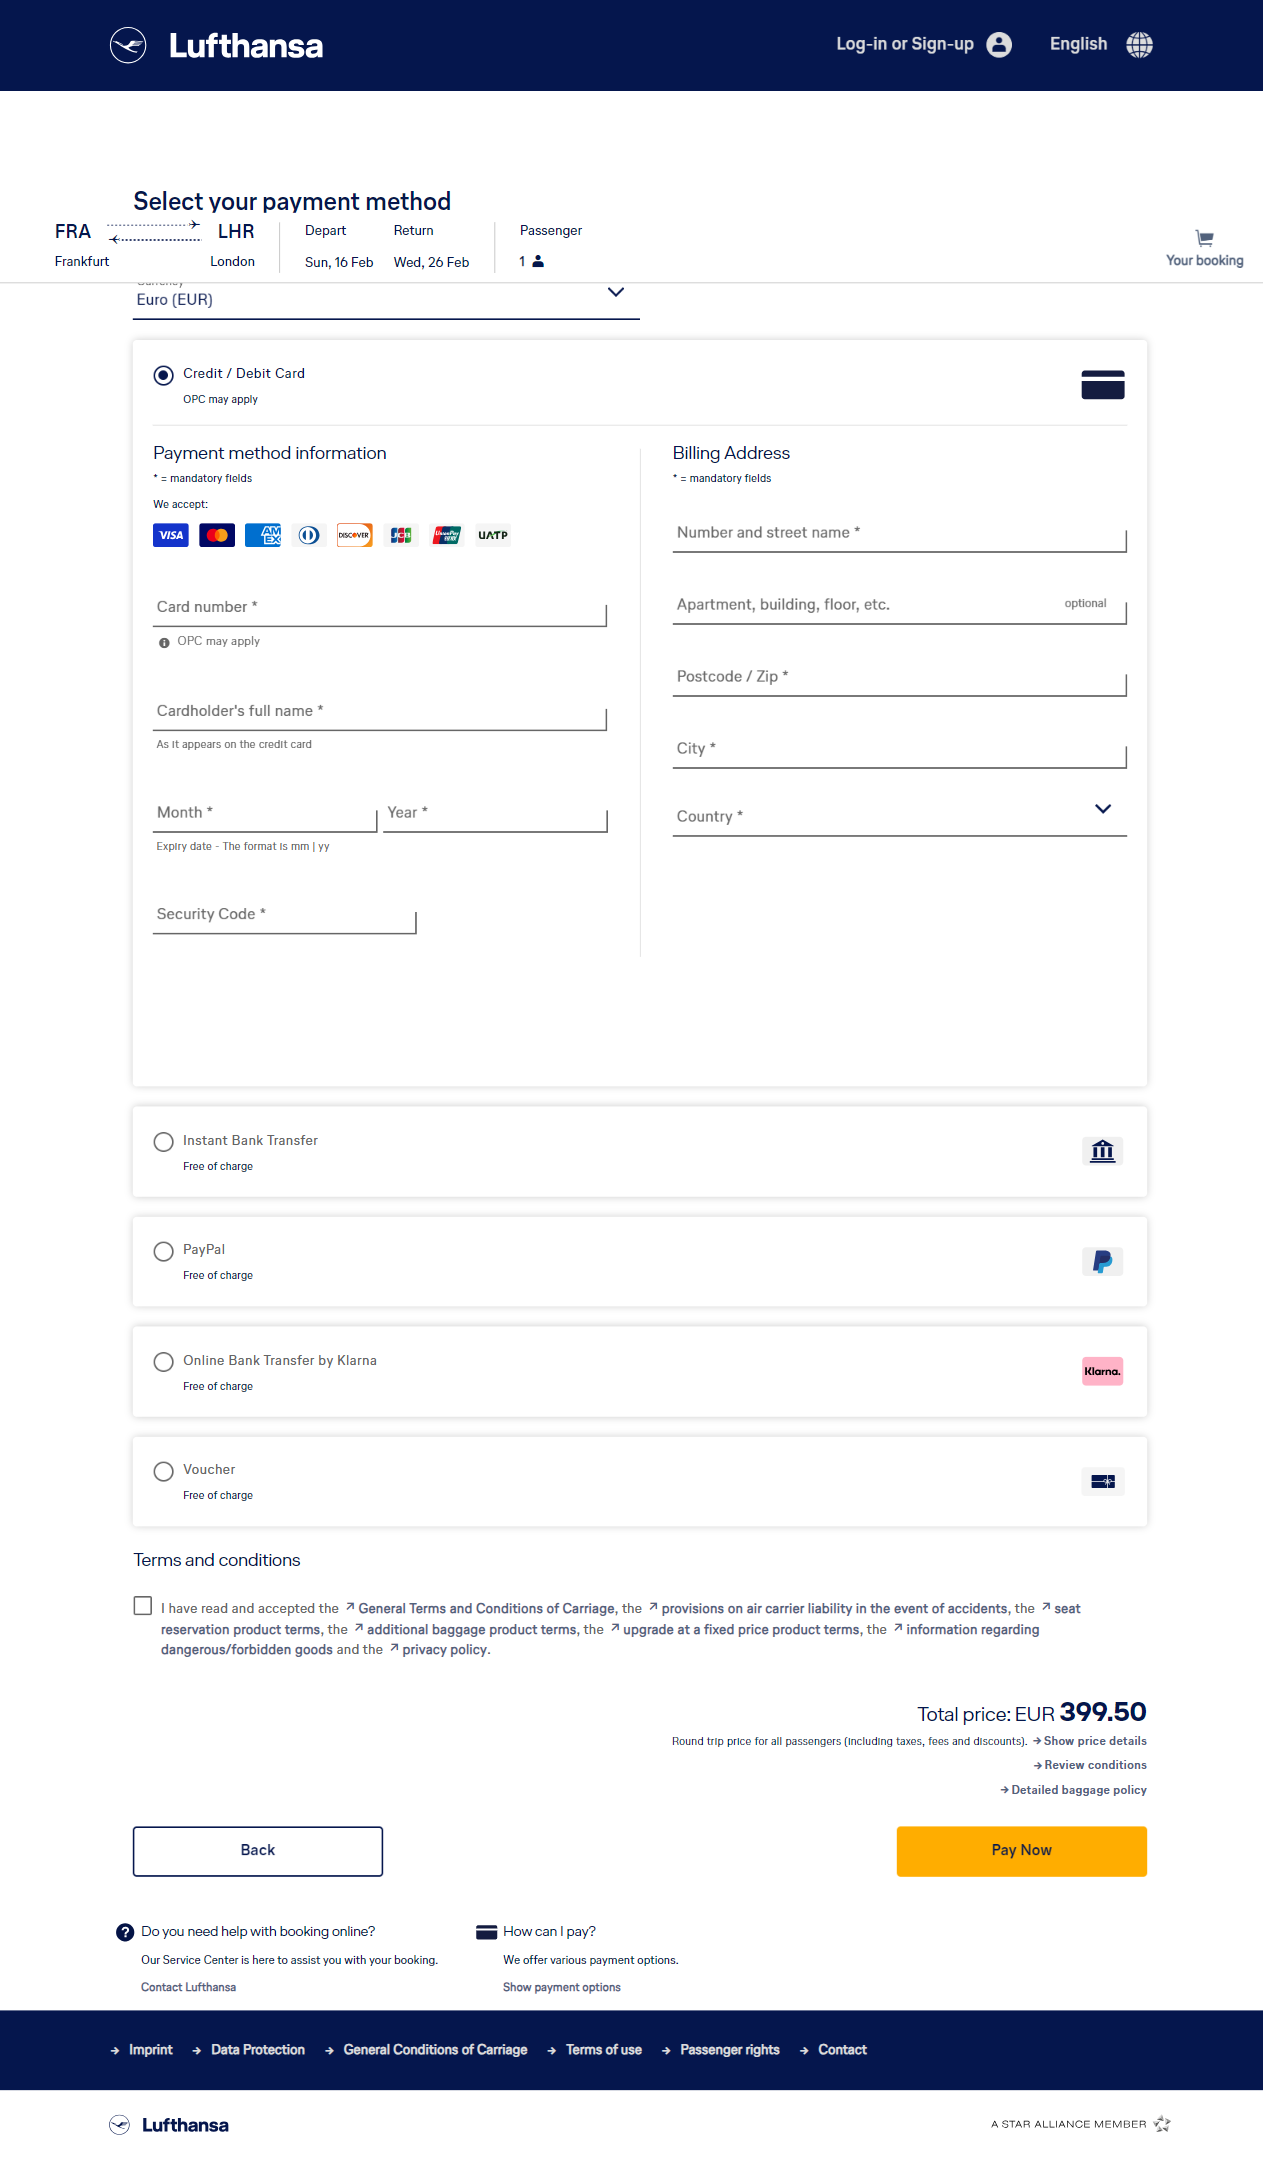 Lufthansa
Log-in or Sign-up
English
Select your payment method
FRA
LHR
Depart
Return
Passenger
Frankfurt
London
Sun, 16 Feb
Wed, 26 Feb
1
Your booking
Currency
Euro (EUR)
Credit / Debit Card
OPC may apply
Payment method information
* = mandatory fields
We accept:
VISA
AM EX
DISCOVER
JCB
UnionPay
UATP
Card number *
OPC may apply
Cardholder's full name *
As it appears on the credit card
Month *
Year *
Expiry date - The format is mm | yy
Security Code *
Billing Address
* = mandatory fields
Number and street name *
Apartment, building, floor, etc.
optional
Postcode / Zip *
City *
Country *
Instant Bank Transfer
Free of charge
PayPal
Free of charge
Online Bank Transfer by Klarna
Free of charge
Klarna.
Voucher
Free of charge
Terms and conditions
I have read and accepted the General Terms and Conditions of Carriage, the provisions on air carrier liability in the event of accidents, the seat
reservation product terms, the additional baggage product terms, the upgrade at a fixed price product terms, the information regarding
dangerous/forbidden goods and the privacy policy.
Total price: EUR 399.50
Round trip price for all passengers (including taxes, fees and discounts). Show price details
Review conditions
Detailed baggage policy
Back
Pay Now
Do you need help with booking online?
Our Service Center is here to assist you with your booking.
Contact Lufthansa
How can I pay?
We offer various payment options.
Show payment options
Imprint
Data Protection
General Conditions of Carriage
Terms of use
Passenger rights
Contact
Lufthansa
A STAR ALLIANCE MEMBER